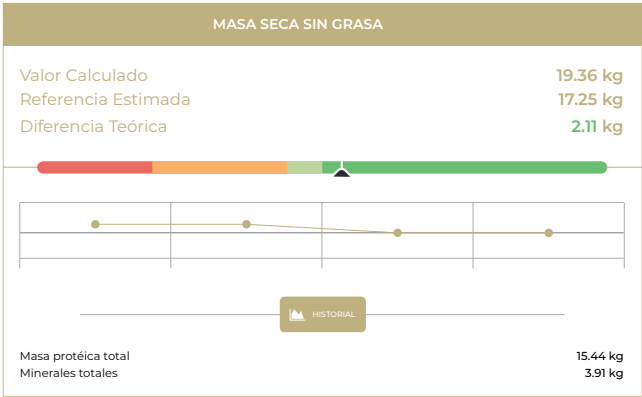 MASA SECA SIN GRASA
Valor Calculado 19.36 kg
Referencia Estimada 17.25 kg
Diferencia Teórica 2.11 kg
HISTORIAL
Masa protéica total 15.44 kg
Minerales totales 3.91 kg